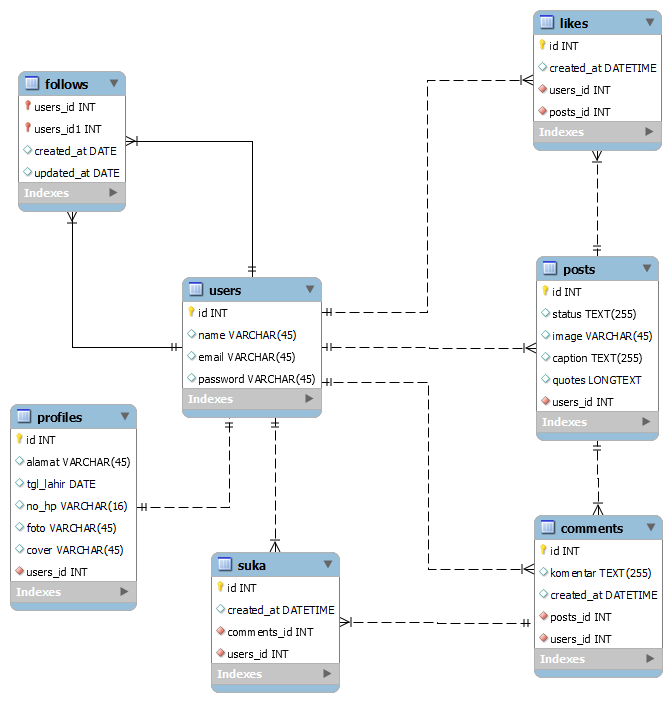 likes
id INT
created_at DATETIME
users_id INT
posts_id INT
Indexes
follows
users_id INT
users_id1 INT
created_at DATE
updated_at DATE
Indexes
users
id INT
name VARCHAR(45)
email VARCHAR(45)
password VARCHAR(45)
Indexes
posts
id INT
status TEXT(255)
image VARCHAR(45)
caption TEXT(255)
quotes LONGTEXT
users_id INT
Indexes
profiles
id INT
alamat VARCHAR(45)
tgl_lahir DATE
no_hp VARCHAR(16)
foto VARCHAR(45)
cover VARCHAR(45)
users_id INT
Indexes
suka
id INT
created_at DATETIME
comments_id INT
users_id INT
Indexes
comments
id INT
komentar TEXT(255)
created_at DATETIME
posts_id INT
users_id INT
Indexes